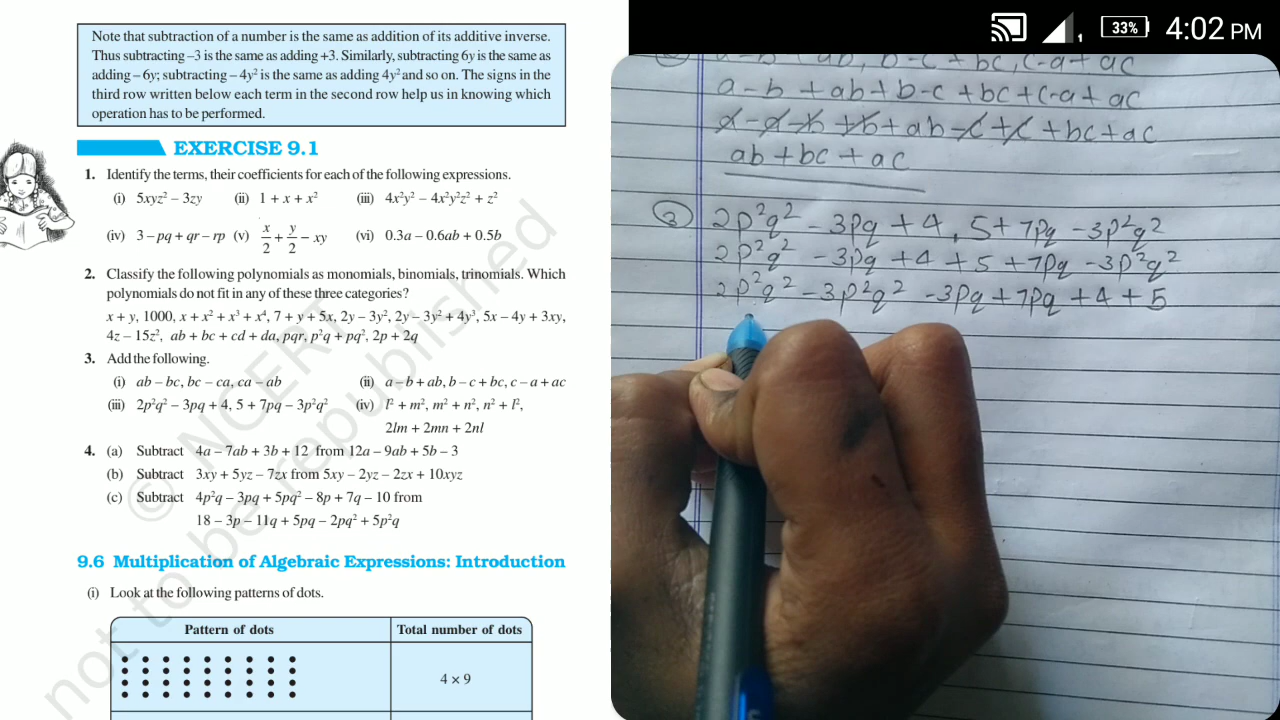 Note that subtraction of a number is the same as addition of its additive inverse.
Thus subtracting –3 is the same as adding +3. Similarly, subtracting 6y is the same as
adding – 6y; subtracting – 4y² is the same as adding 4y² and so on. The signs in the
third row written below each term in the second row help us in knowing which
operation has to be performed.
EXERCISE 9.1
1. Identify the terms, their coefficients for each of the following expressions.
(i) 5xyz² – 3zy (ii) 1 + x + x² (iii) 4x²y² – 4x²y²z² + z²
(iv) 3 – pq + qr – rp (v) x/2 + y/2 – xy (vi) 0.3a – 0.6ab + 0.5b
2. Classify the following polynomials as monomials, binomials, trinomials. Which
polynomials do not fit in any of these three categories?
x + y, 1000, x + x² + x³ + x⁴, 7 + y + 5x, 2y – 3y², 2y – 3y² + 4y³, 5x – 4y + 3xy,
4z – 15z², ab + bc + cd + da, pqr, p²q + pq², 2p + 2q
3. Add the following.
(i) ab – bc, bc – ca, ca – ab (ii) a – b + ab, b – c + bc, c – a + ac
(iii) 2p²q² – 3pq + 4, 5 + 7pq – 3p²q² (iv) l² + m², m² + n², n² + l²,
2lm + 2mn + 2nl
4. (a) Subtract 4a – 7ab + 3b + 12 from 12a – 9ab + 5b – 3
(b) Subtract 3xy + 5yz – 7zx from 5xy – 2yz – 2zx + 10xyz
(c) Subtract 4p²q – 3pq + 5pq² – 8p + 7q – 10 from
18 – 3p – 11q + 5pq – 2pq² + 5p²q
9.6 Multiplication of Algebraic Expressions: Introduction
(i) Look at the following patterns of dots.
Pattern of dots Total number of dots
4 × 9
© NCERT
not to be republished
33% 4:02 PM
a-b+ab, b-c+bc, c-a+ac
a-b+ab+b-c+bc+c-a+ac
a-a-b+b+ab-c+c+bc+ac
ab+bc+ac
③ 2p²q² -3pq +4, 5+7pq -3p²q²
2p²q² -3pq +4 +5 +7pq -3p²q²
2p²q² -3p²q² -3pq +7pq +4 +5